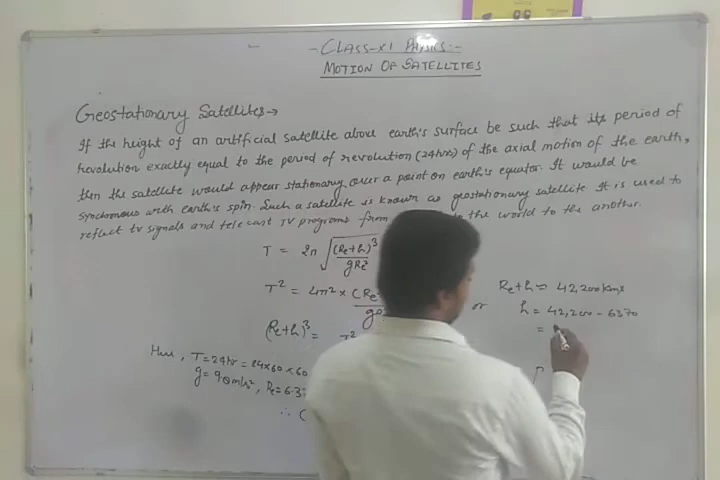 - CLASS-XI PHYSICS:-
MOTION OF SATELLITES
Geostationary Satellites→
If the height of an artificial satellite above earth's surface be such that its period of
revolution exactly equal to the period of revolution (24hrs) of the axial motion of the earth,
then the satellite would appear stationary over a point on earth's equator. It would be
synchronous with earth's spin. Such a satellite is known as geostationary satellite It is used to
reflect tv signals and tele cast TV programs from the world to the another.
T = 2π √(Re+h)³/gRe²
T² = 4π² × (Re
(Re+h)³ = T²
Here, T=24hr = 24×60×60
g= 9.8m/s², Re=6.37
∴ (
Re+h = 42,200 kms
or h = 42,200 - 6370
=